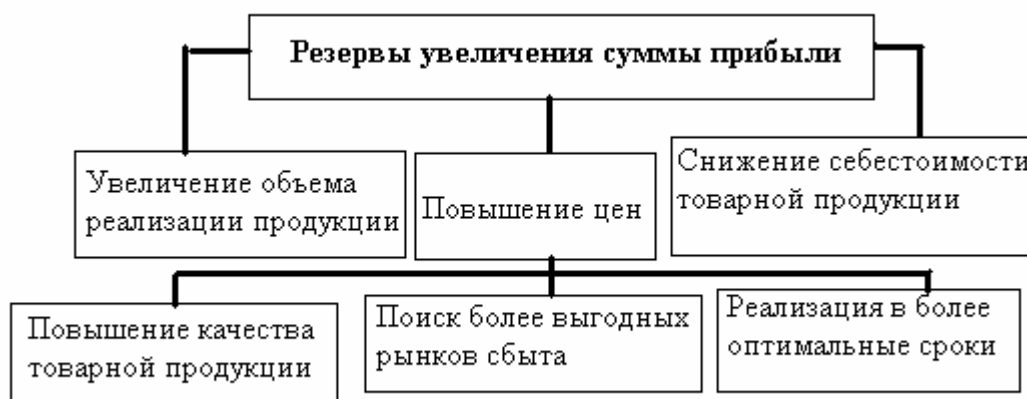 Резервы увеличения суммы прибыли
Увеличение объема
реализации продукции
Повышение цен
Снижение себестоимости
товарной продукции
Повышение качества
товарной продукции
Поиск более выгодных
рынков сбыта
Реализация в более
оптимальные сроки